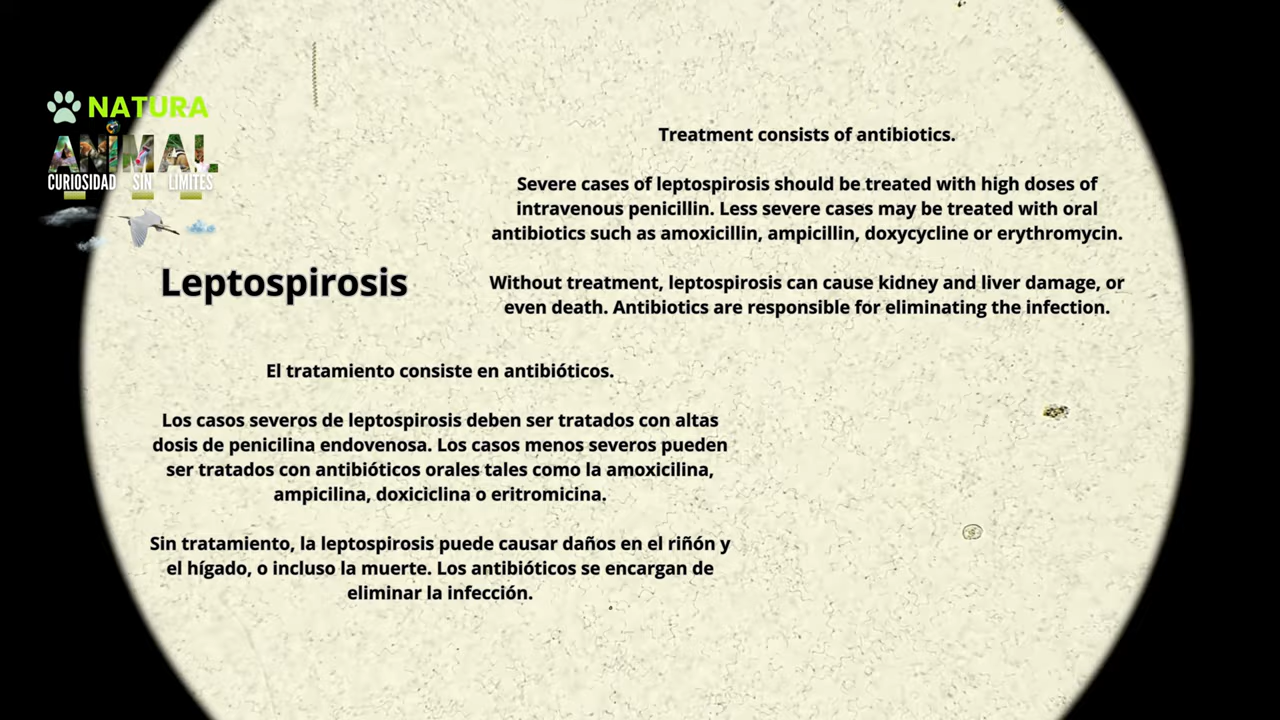 NATURA
ANIMAL
CURIOSIDAD SIN LÍMITES
Treatment consists of antibiotics.
Severe cases of leptospirosis should be treated with high doses of
intravenous penicillin. Less severe cases may be treated with oral
antibiotics such as amoxicillin, ampicillin, doxycycline or erythromycin.
Without treatment, leptospirosis can cause kidney and liver damage, or
even death. Antibiotics are responsible for eliminating the infection.
Leptospirosis
El tratamiento consiste en antibióticos.
Los casos severos de leptospirosis deben ser tratados con altas
dosis de penicilina endovenosa. Los casos menos severos pueden
ser tratados con antibióticos orales tales como la amoxicilina,
ampicilina, doxiciclina o eritromicina.
Sin tratamiento, la leptospirosis puede causar daños en el riñón y
el hígado, o incluso la muerte. Los antibióticos se encargan de
eliminar la infección.